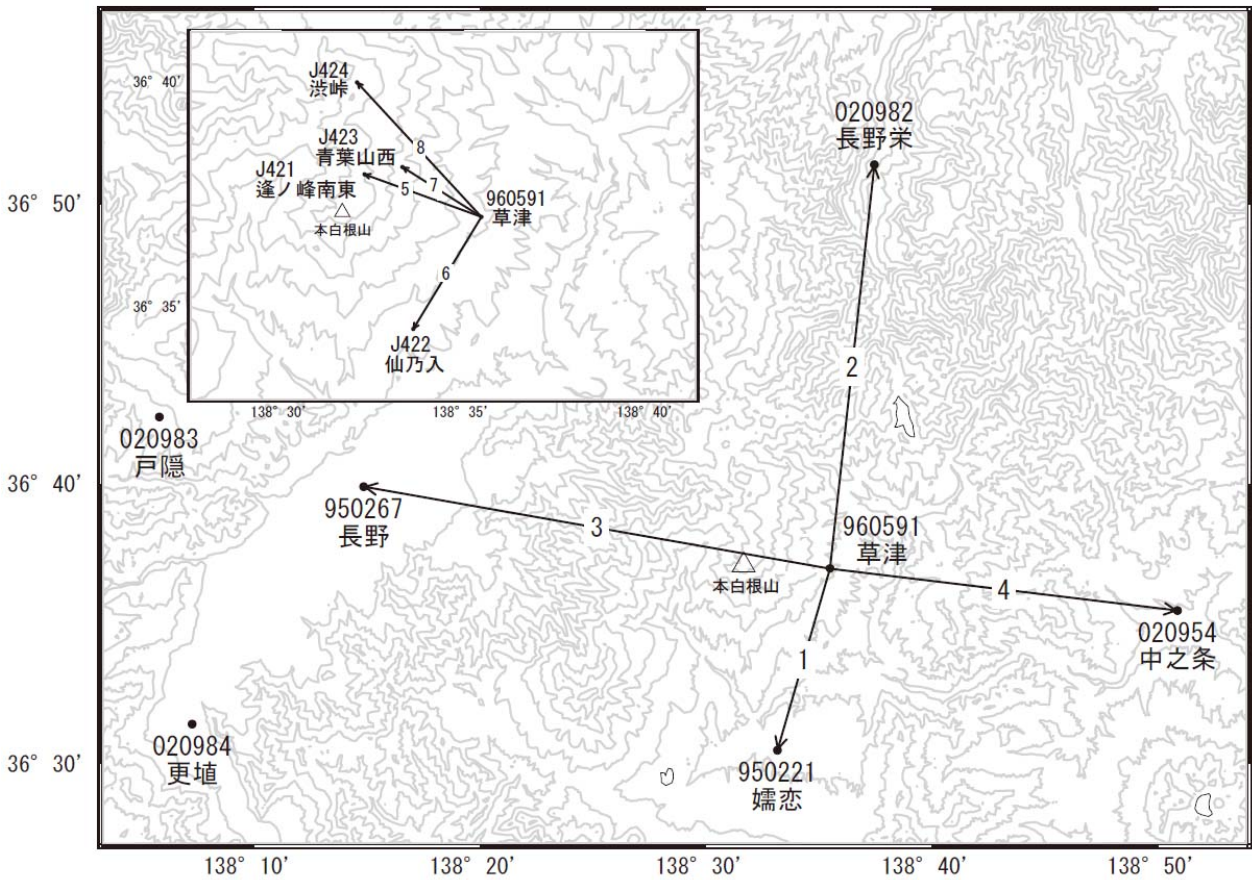 J424
渋峠
36° 40'
J423
青葉山西
J421
逢ノ峰南東
960591
草津
本白根山
8
7
5
6
36° 35'
J422
仙乃入
138° 30'
138° 35'
138° 40'
020982
長野栄
36° 50'
2
020983
戸隠
36° 40'
950267
長野
3
960591
草津
本白根山
4
020954
中之条
1
020984
更埴
36° 30'
950221
嬬恋
138° 10'
138° 20'
138° 30'
138° 40'
138° 50'